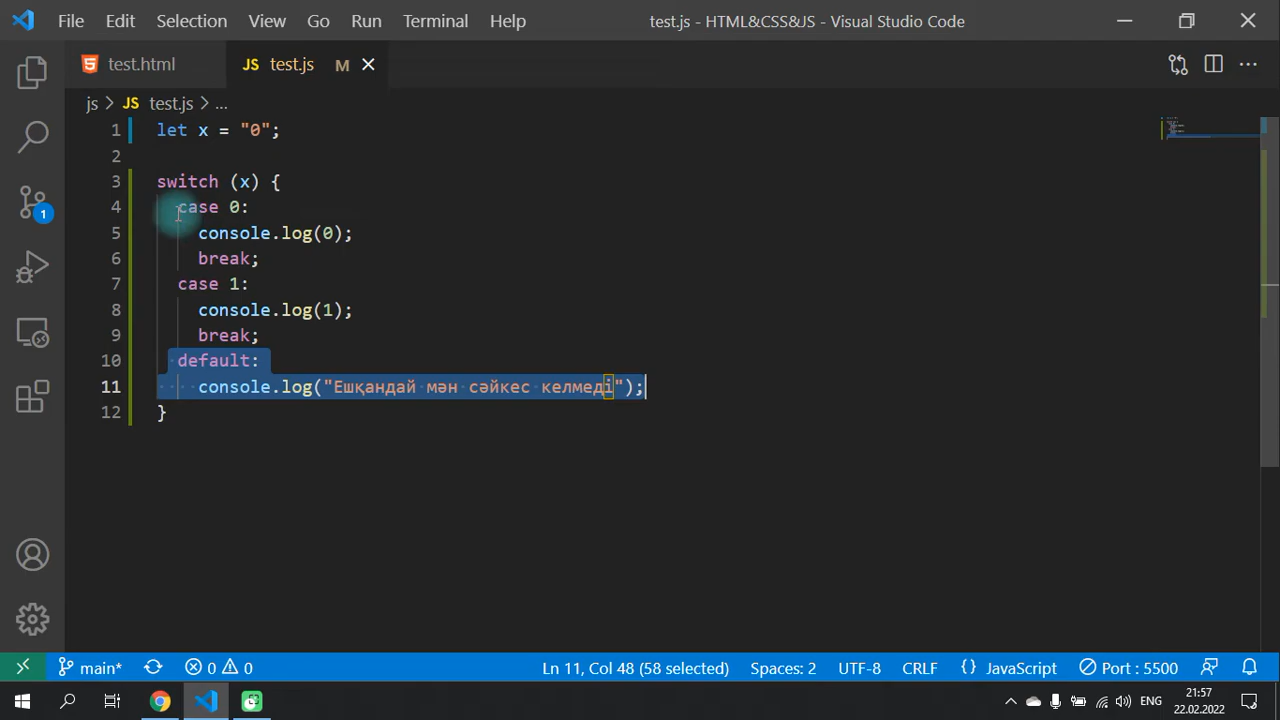 File Edit Selection View Go Run Terminal Help test.js - HTML&CSS&JS - Visual Studio Code
test.html JS test.js M
js > JS test.js > ...
1 let x = "0";
2
3 switch (x) {
4 case 0:
5 console.log(0);
6 break;
7 case 1:
8 console.log(1);
9 break;
10 default:
11 console.log("Ешқандай мән сәйкес келмеді");
12 }
1
main* 0 0 Ln 11, Col 48 (58 selected) Spaces: 2 UTF-8 CRLF {} JavaScript Port : 5500
ENG 21:57
22.02.2022